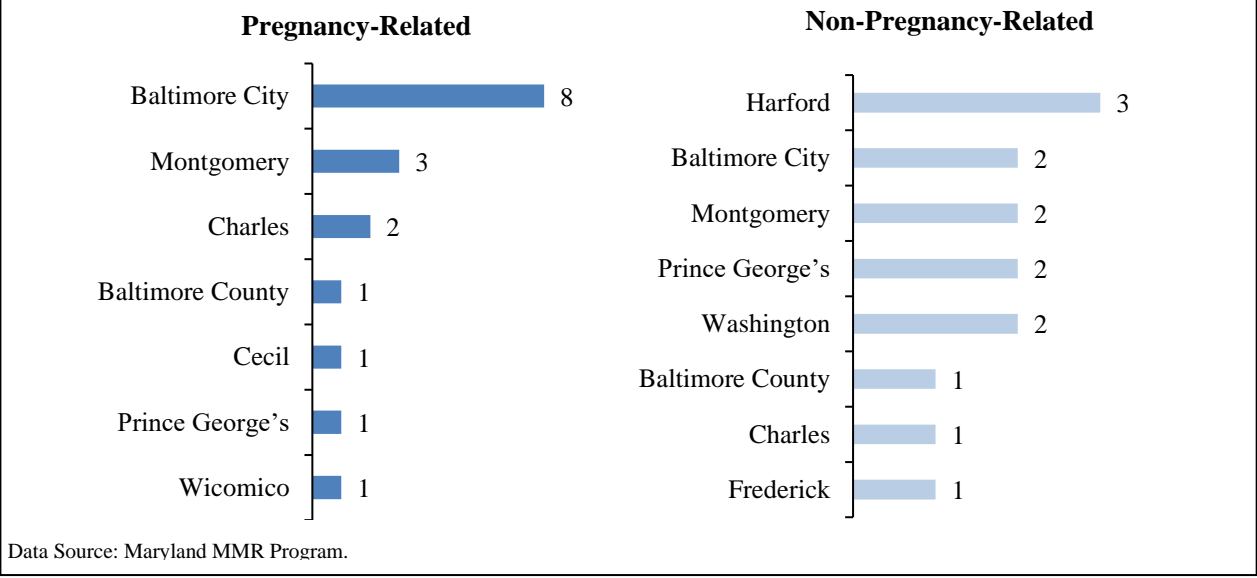 Pregnancy-Related
Baltimore City 8
Montgomery 3
Charles 2
Baltimore County 1
Cecil 1
Prince George’s 1
Wicomico 1
Non-Pregnancy-Related
Harford 3
Baltimore City 2
Montgomery 2
Prince George’s 2
Washington 2
Baltimore County 1
Charles 1
Frederick 1
Data Source: Maryland MMR Program.